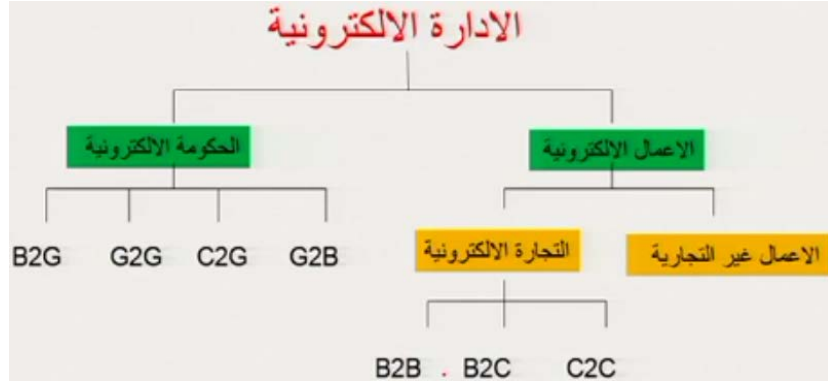 الادارة الالكترونية
الاعمال الالكترونية
الحكومة الالكترونية
الاعمال غير التجارية
التجارة الالكترونية
B2G G2G C2G G2B
B2B . B2C C2C